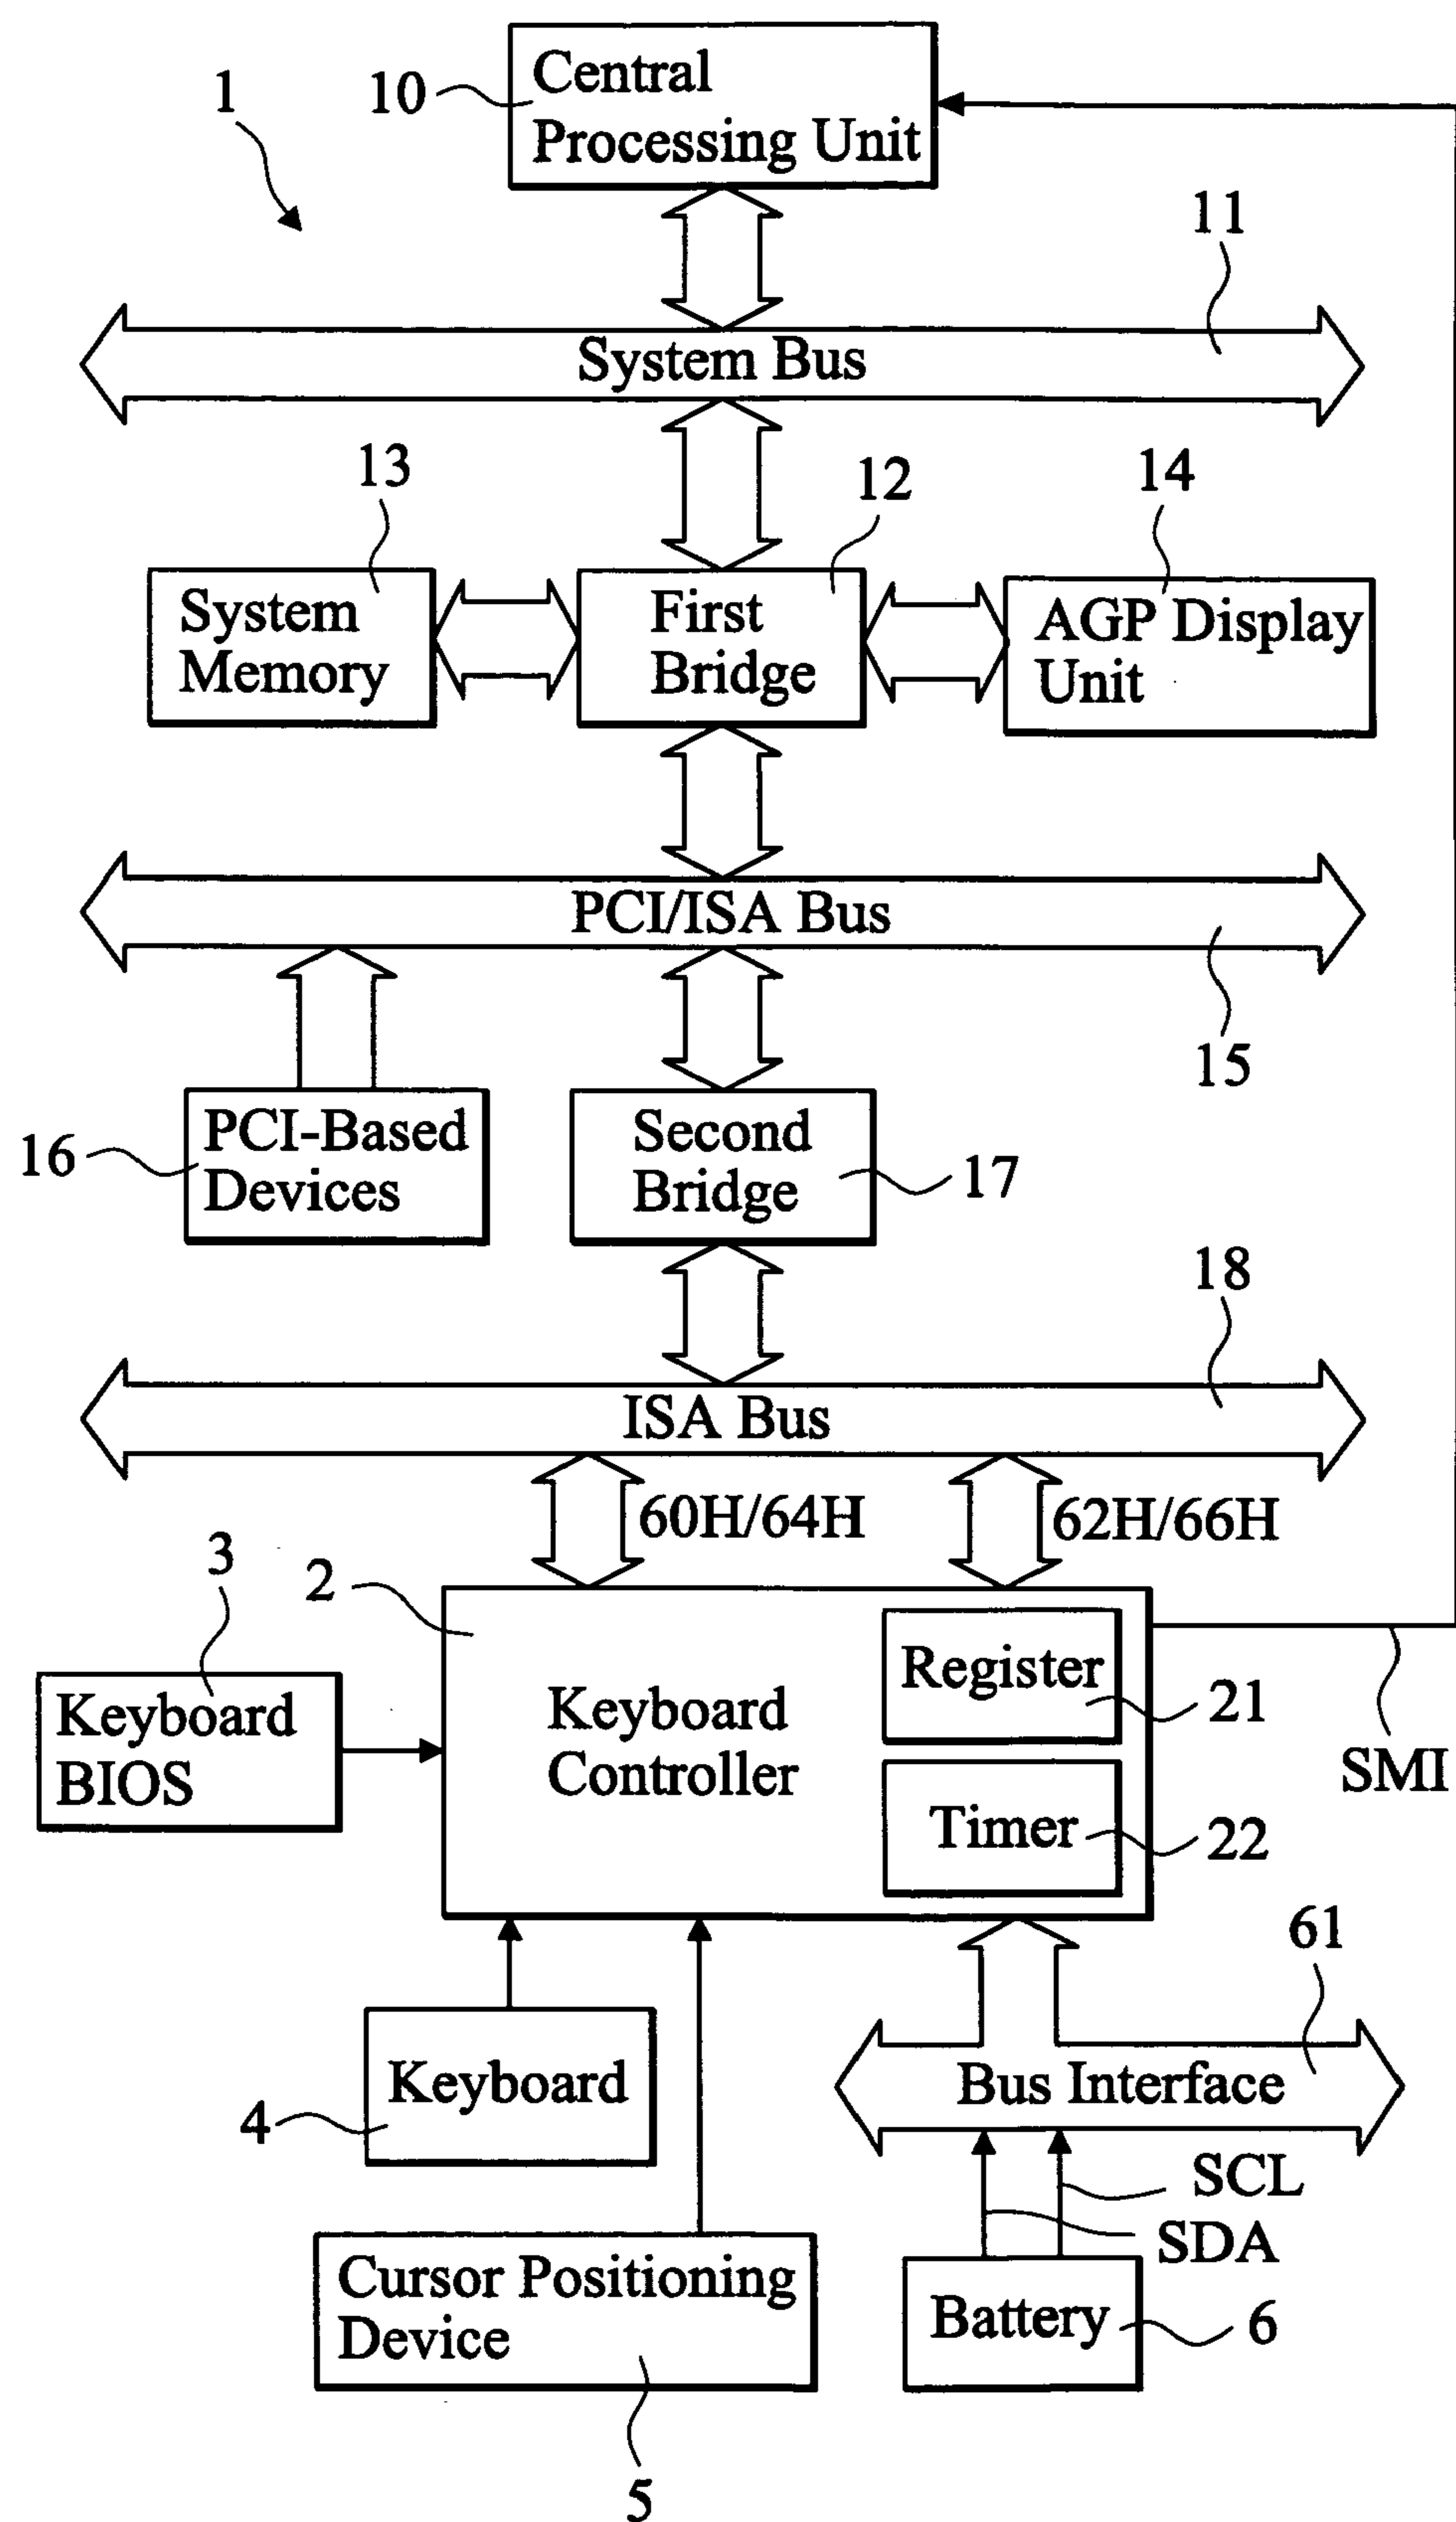 Central
Processing Unit
10
1
11
System Bus
13
12
14
System
Memory
First
Bridge
AGP Display
Unit
PCI/ISA Bus
15
PCI-Based
Devices
16
Second
Bridge
17
18
ISA Bus
60H/64H
62H/66H
3
2
Keyboard
BIOS
Keyboard
Controller
Register
21
SMI
Timer
22
61
Keyboard
4
Bus Interface
SCL
SDA
Cursor Positioning
Device
Battery
6
5